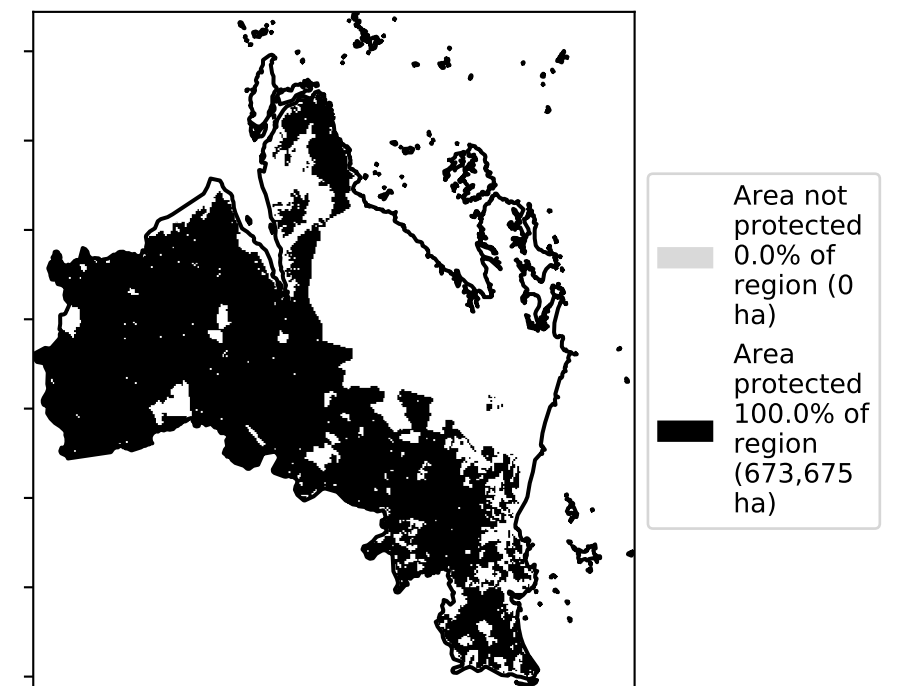 Area not
protected
0.0% of
region (0
ha)
Area
protected
100.0% of
region
(673,675
ha)